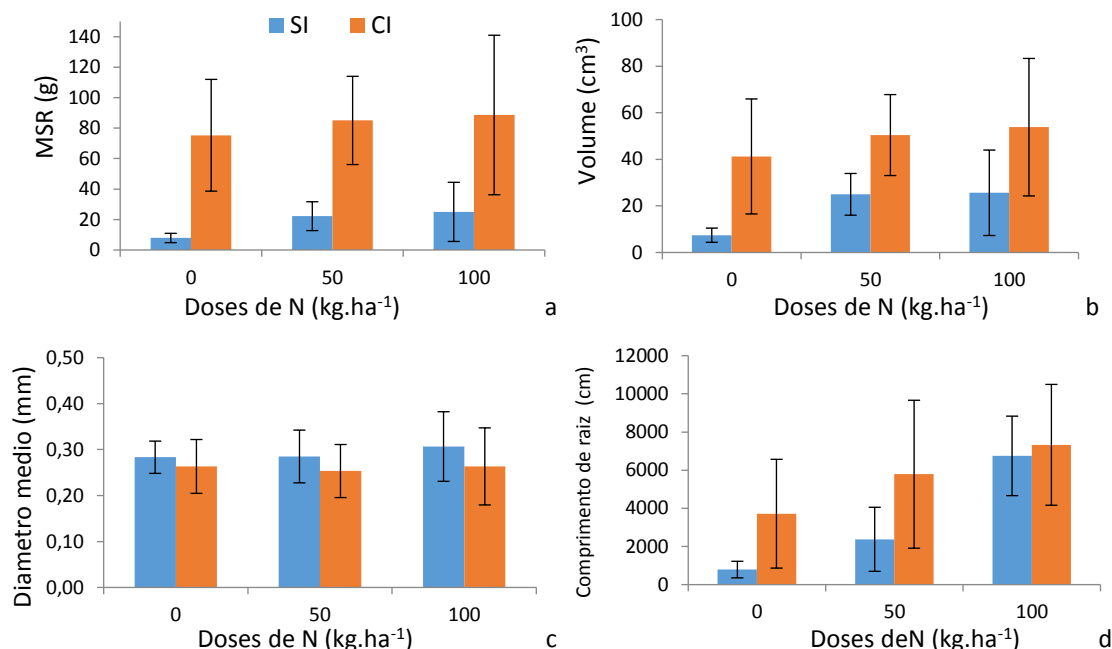 SI CI
MSR (g)
140
120
100
80
60
40
20
0
0 50 100
Doses de N (kg.ha⁻¹) a
Volume (cm³)
100
80
60
40
20
0
0 50 100
Doses de N (kg.ha⁻¹) b
Diametro medio (mm)
0,50
0,40
0,30
0,20
0,10
0,00
0 50 100
Doses de N (kg.ha⁻¹) c
Comprimento de raiz (cm)
12000
10000
8000
6000
4000
2000
0
0 50 100
Doses deN (kg.ha⁻¹) d